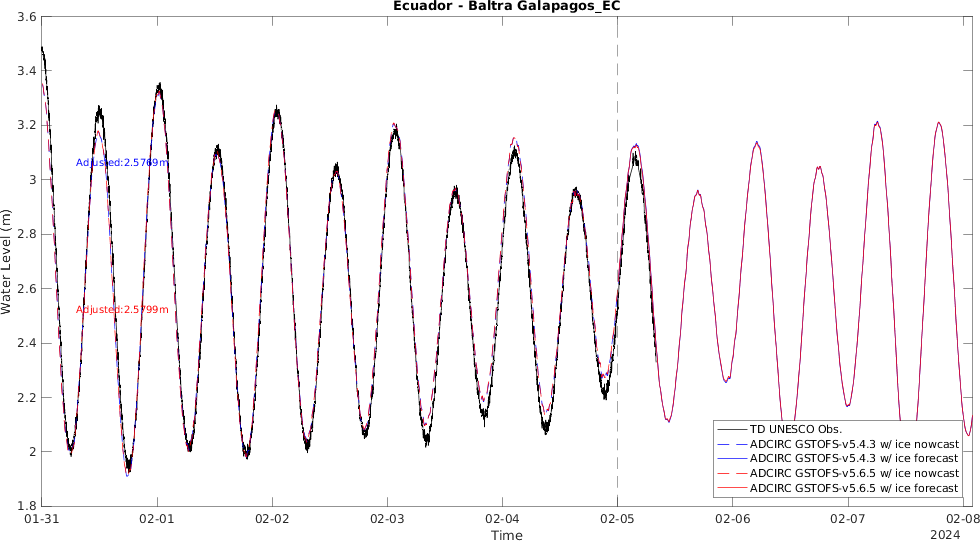 Ecuador - Baltra Galapagos_EC
3.6
3.4
3.2
3
2.8
2.6
2.4
2.2
2
1.8
Water Level (m)
Adjusted:2.5769m
Adjusted:2.5799m
TD UNESCO Obs.
ADCIRC GSTOFS-v5.4.3 w/ ice nowcast
ADCIRC GSTOFS-v5.4.3 w/ ice forecast
ADCIRC GSTOFS-v5.6.5 w/ ice nowcast
ADCIRC GSTOFS-v5.6.5 w/ ice forecast
01-31 02-01 02-02 02-03 02-04 02-05 02-06 02-07 02-08
Time
2024